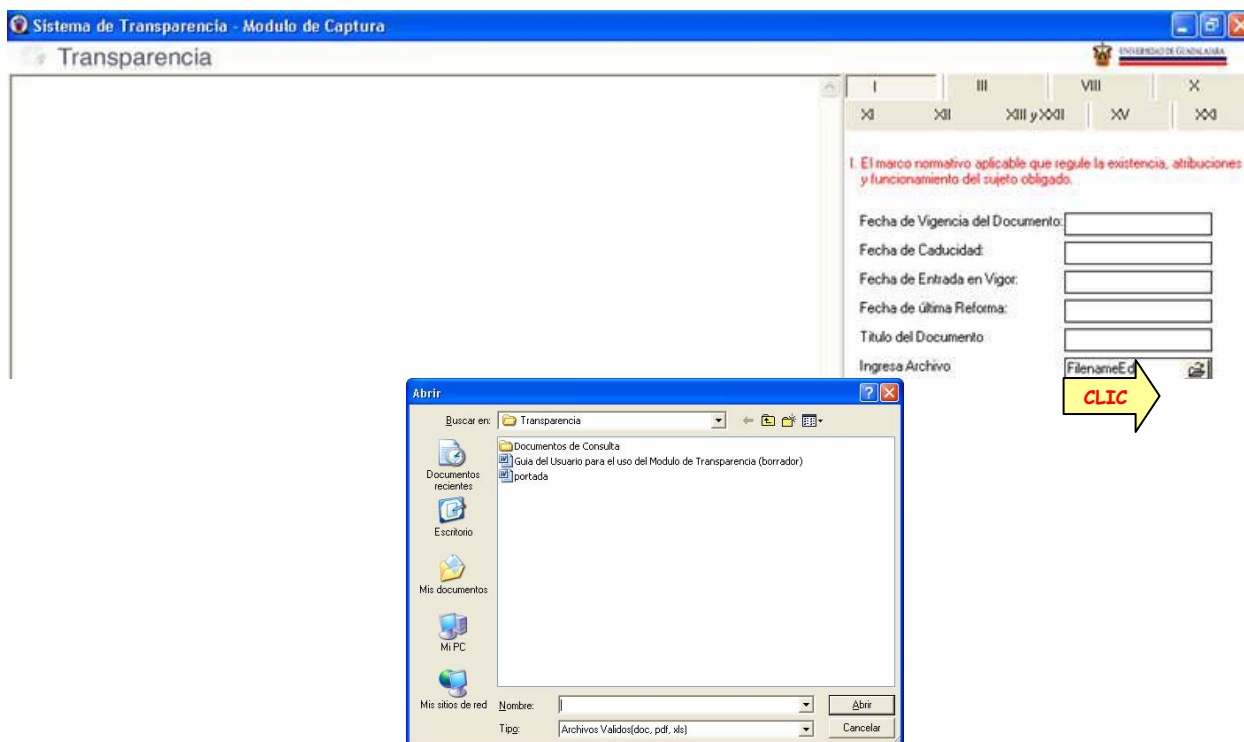 Sistema de Transparencia - Modulo de Captura
Transparencia
UNIVERSIDAD DE GUADALAJARA
I III VIII X
XI XII XIII y XXII XV XXI
I. El marco normativo aplicable que regule la existencia, atribuciones
y funcionamiento del sujeto obligado.
Fecha de Vigencia del Documento:
Fecha de Caducidad:
Fecha de Entrada en Vigor:
Fecha de última Reforma:
Titulo del Documento
Ingresa Archivo FilenameEd
CLIC
Abrir
Buscar en: Transparencia
Documentos de Consulta
Guia del Usuario para el uso del Modulo de Transparencia (borrador)
portada
Documentos
recientes
Escritorio
Mis documentos
Mi PC
Mis sitios de red
Nombre:
Abrir
Tipo: Archivos Validos(doc, pdf, xls)
Cancelar